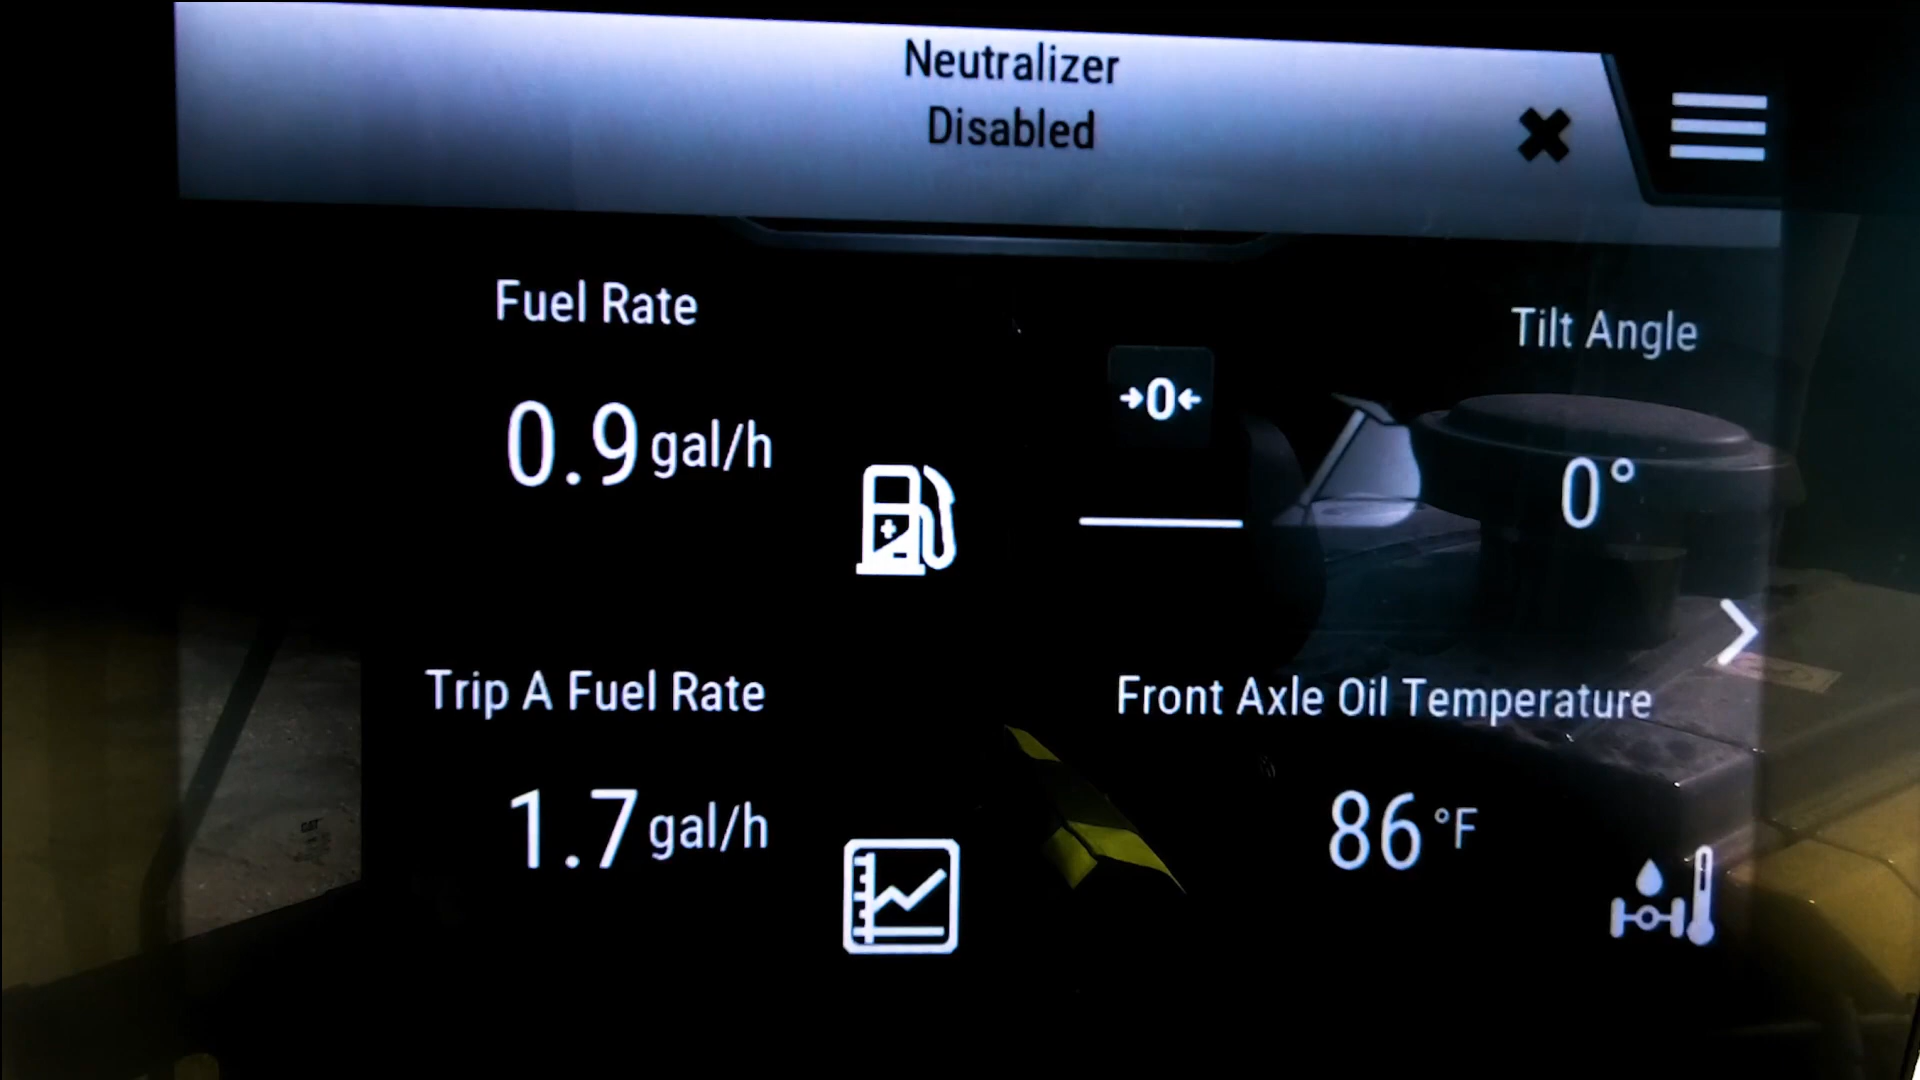 Neutralizer
Disabled
Fuel Rate
0.9 gal/h
→0←
Tilt Angle
0°
Trip A Fuel Rate
1.7 gal/h
Front Axle Oil Temperature
86 °F
CAT